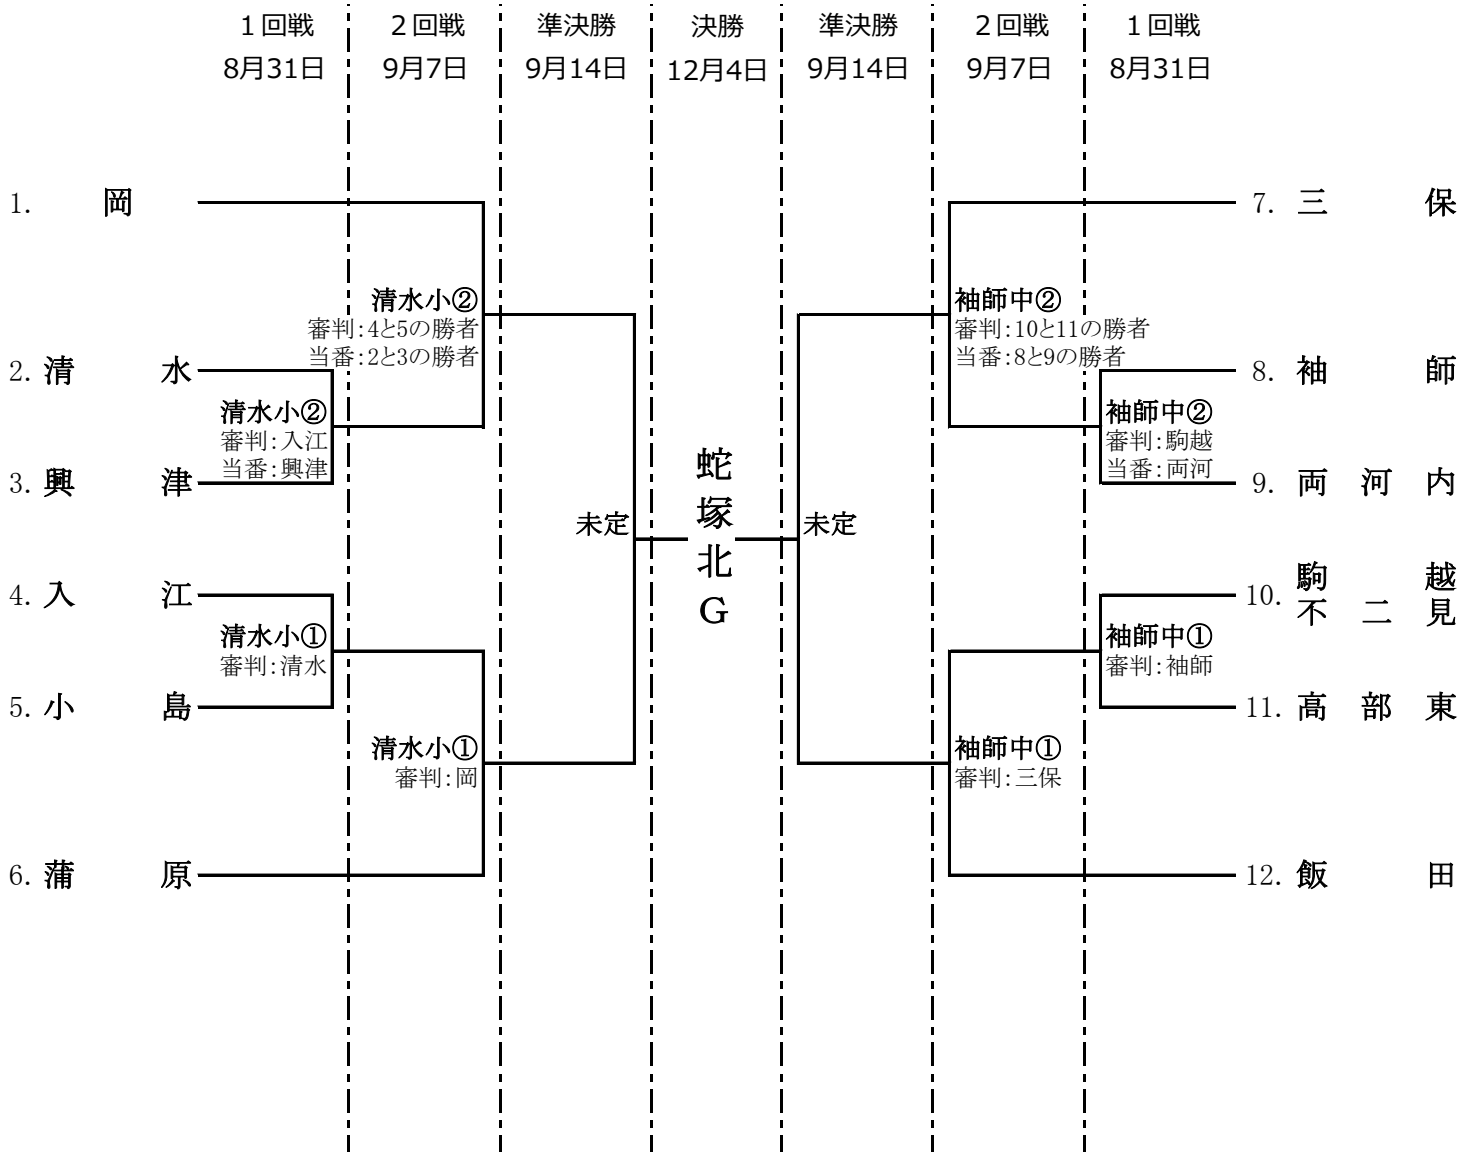 １回戦 ２回戦 準決勝 決勝 準決勝 ２回戦 １回戦
8月31日 9月7日 9月14日 12月4日 9月14日 9月7日 8月31日
1. 岡
清水小②
審判：4と5の勝者
当番：2と3の勝者
2. 清水
清水小②
審判：入江
当番：興津
3. 興津
未定
4. 入江
清水小①
審判：清水
5. 小島
清水小①
審判：岡
6. 蒲原
蛇塚北G
7. 三保
袖師中②
審判：10と11の勝者
当番：8と9の勝者
8. 袖師
袖師中②
審判：駒越
当番：両河
9. 両河内
未定
10. 駒越
不二見
袖師中①
審判：袖師
11. 高部東
袖師中①
審判：三保
12. 飯田